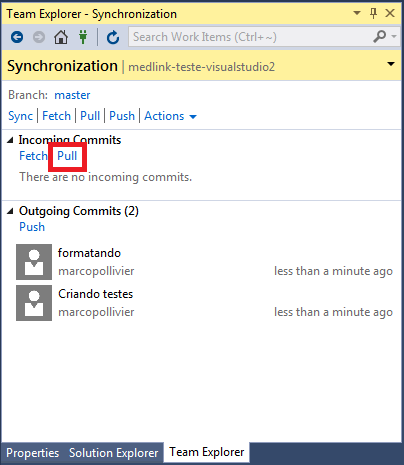 Team Explorer - Synchronization
Search Work Items (Ctrl+~)
Synchronization | medlink-teste-visualstudio2
Branch: master
Sync | Fetch | Pull | Push | Actions
Incoming Commits
Fetch Pull
There are no incoming commits.
Outgoing Commits (2)
Push
formatando
marcopollivier less than a minute ago
Criando testes
marcopollivier less than a minute ago
Properties Solution Explorer Team Explorer